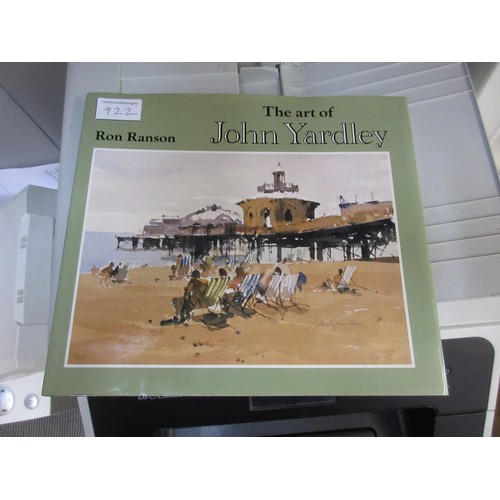 922
The art of
Ron Ranson
John Yardley